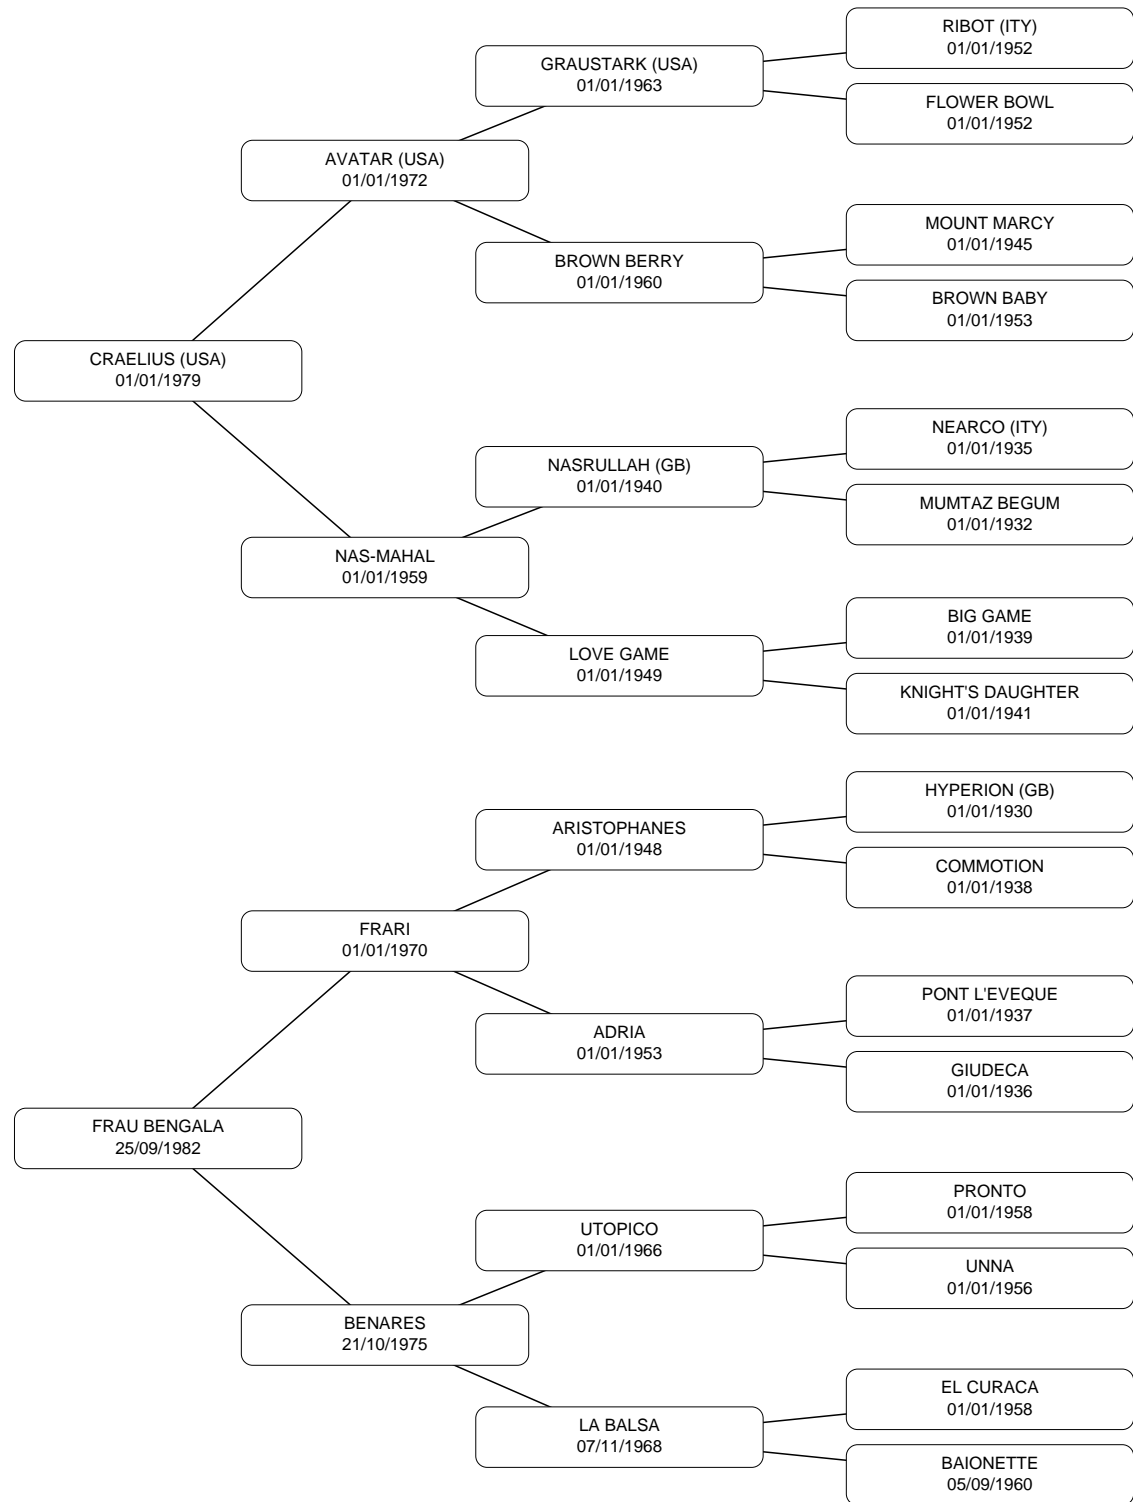 RIBOT (ITY)
01/01/1952
GRAUSTARK (USA)
01/01/1963
FLOWER BOWL
01/01/1952
AVATAR (USA)
01/01/1972
MOUNT MARCY
01/01/1945
BROWN BERRY
01/01/1960
BROWN BABY
01/01/1953
CRAELIUS (USA)
01/01/1979
NEARCO (ITY)
01/01/1935
NASRULLAH (GB)
01/01/1940
MUMTAZ BEGUM
01/01/1932
NAS-MAHAL
01/01/1959
BIG GAME
01/01/1939
LOVE GAME
01/01/1949
KNIGHT'S DAUGHTER
01/01/1941
HYPERION (GB)
01/01/1930
ARISTOPHANES
01/01/1948
COMMOTION
01/01/1938
FRARI
01/01/1970
PONT L'EVEQUE
01/01/1937
ADRIA
01/01/1953
GIUDECA
01/01/1936
FRAU BENGALA
25/09/1982
PRONTO
01/01/1958
UTOPICO
01/01/1966
UNNA
01/01/1956
BENARES
21/10/1975
EL CURACA
01/01/1958
LA BALSA
07/11/1968
BAIONETTE
05/09/1960